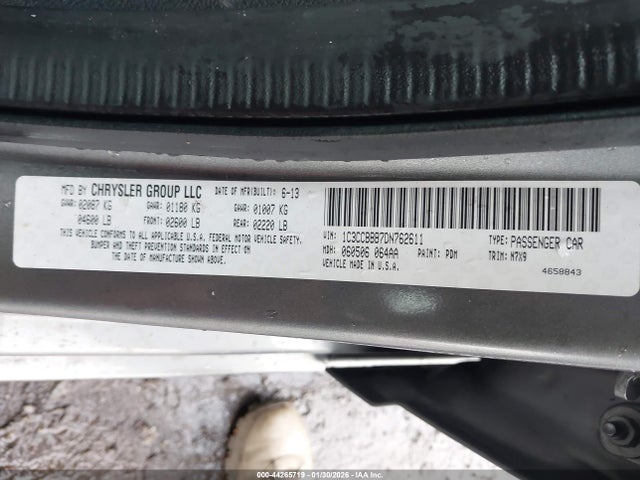 MFD BY CHRYSLER GROUP LLC DATE OF MFR(BUILT): 6-13
GVWR: 02087 KG GAWR: 01180 KG GAWR: 01007 KG
04600 LB FRONT: 02600 LB REAR: 02220 LB
THIS VEHICLE CONFORMS TO ALL APPLICABLE U.S.A. FEDERAL MOTOR VEHICLE SAFETY,
BUMPER, AND THEFT PREVENTION STANDARDS IN EFFECT ON
THE DATE OF MANUFACTURE SHOWN ABOVE.
VIN: 1C3CCBBB7DN762611 TYPE: PASSENGER CAR
MDH: 060506 064AA PAINT: PDM TRIM: N7X9
VEHICLE MADE IN U.S.A.
4658843
000-44265719 - 01/30/2026 - IAA Branch